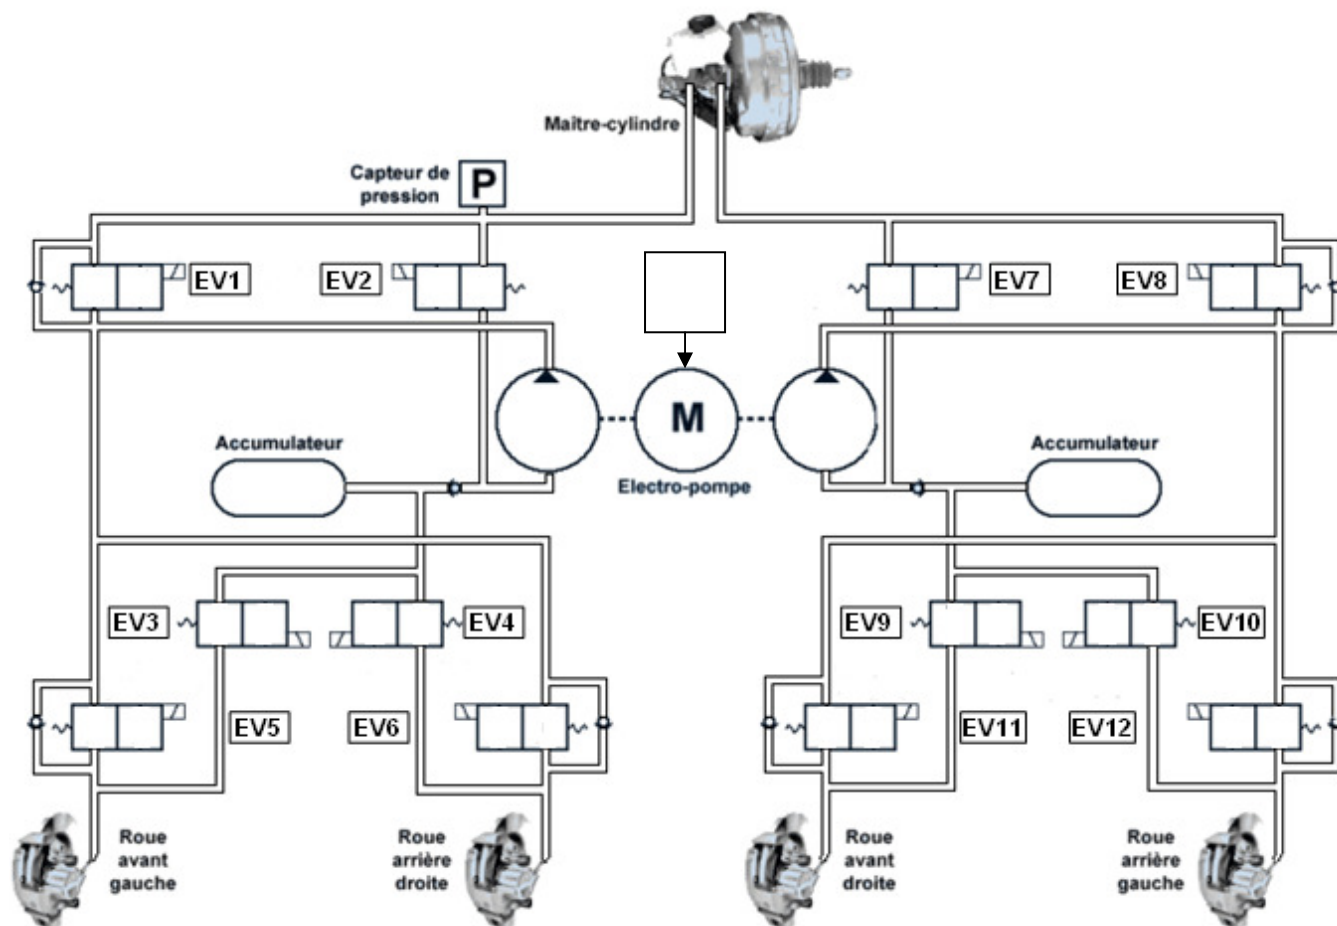 Maître-cylindre
Capteur de
pression
P
EV1
EV2
EV7
EV8
M
Accumulateur
Electro-pompe
Accumulateur
EV3
EV4
EV9
EV10
EV5
EV6
EV11
EV12
Roue
avant
gauche
Roue
arrière
droite
Roue
avant
droite
Roue
arrière
gauche